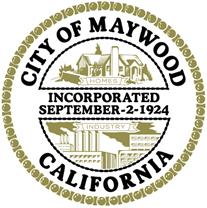 CITY OF MAYWOOD
HOMES
INCORPORATED
SEPTEMBER-2-1924
INDUSTRY
CALIFORNIA